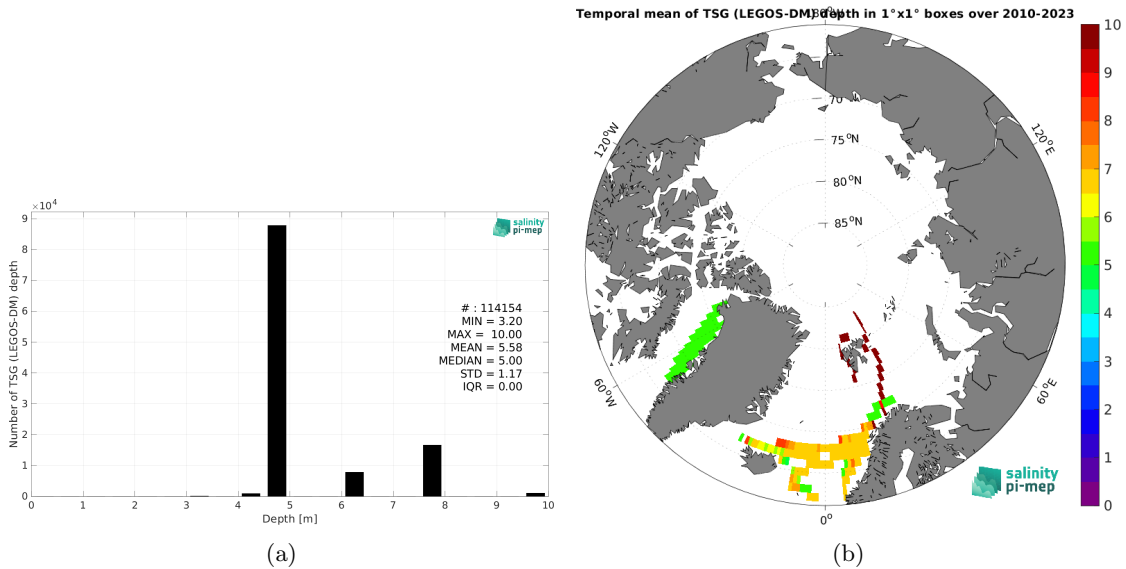 Temporal mean of TSG (LEGOS-DM) depth in 1°x1° boxes over 2010-2023
180°W
120°W
120°E
60°W
60°E
0°
70°N
75°N
80°N
85°N
10
9
8
7
6
5
4
3
2
1
0
salinity
pi-mep
×10⁴
9
8
7
6
5
4
3
2
1
0
Number of TSG (LEGOS-DM) depth
salinity
pi-mep
# : 114154
MIN = 3.20
MAX = 10.00
MEAN = 5.58
MEDIAN = 5.00
STD = 1.17
IQR = 0.00
0 1 2 3 4 5 6 7 8 9 10
Depth [m]
(a)
(b)